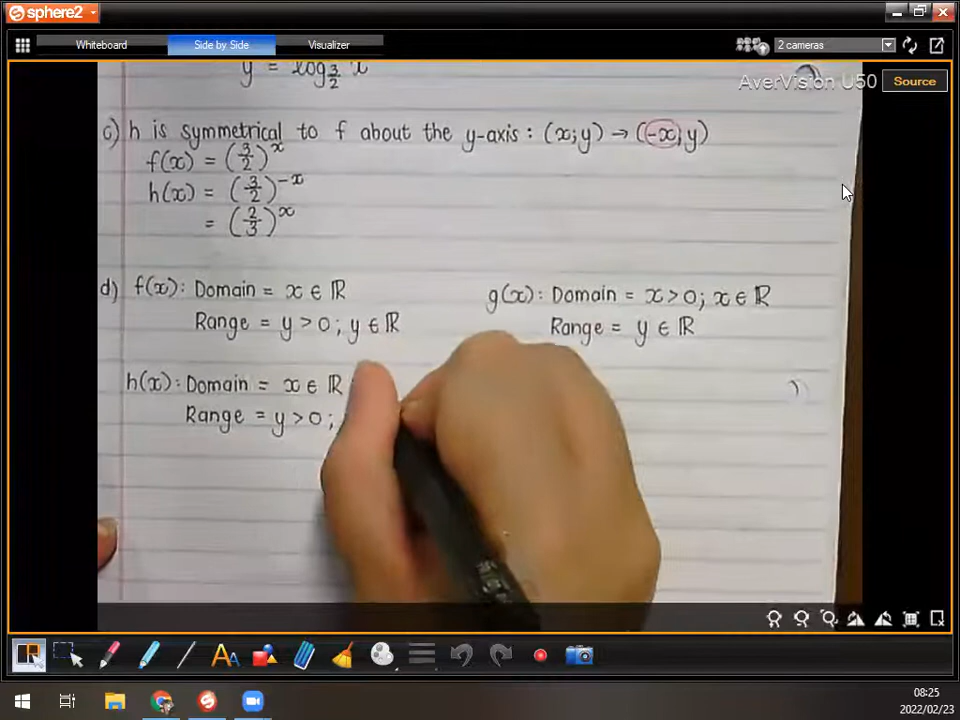 sphere2
Whiteboard
Side by Side
Visualizer
2 cameras
AverVision U50
Source
y = log 3/2 x
c) h is symmetrical to f about the y-axis : (x;y) → (-x;y)
f(x) = (3/2)^x
h(x) = (3/2)^-x
= (2/3)^x
d) f(x): Domain = x ∈ ℝ
Range = y > 0 ; y ∈ ℝ
g(x): Domain = x > 0 ; x ∈ ℝ
Range = y ∈ ℝ
h(x): Domain = x ∈ ℝ
Range = y > 0 ;
08:25
2022/02/23